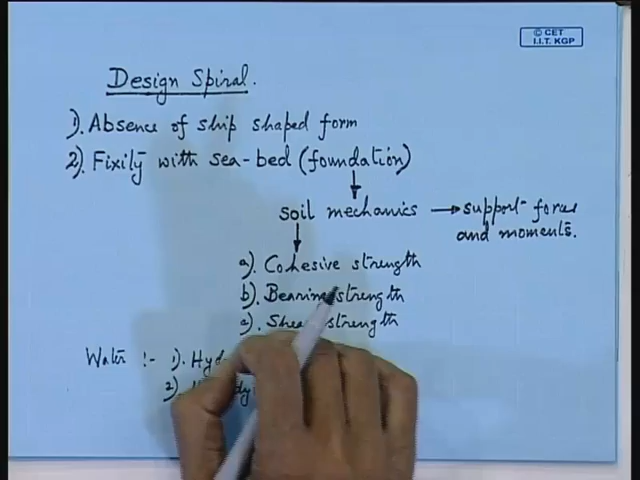 © CET
I.I.T. KGP
Design Spiral.
1). Absence of ship shaped form
2). Fixity with sea-bed (foundation)
soil mechanics → support forces
and moments.
a). Cohesive strength
b). Bearing strength
c). Shear strength
Water :- 1).
2).